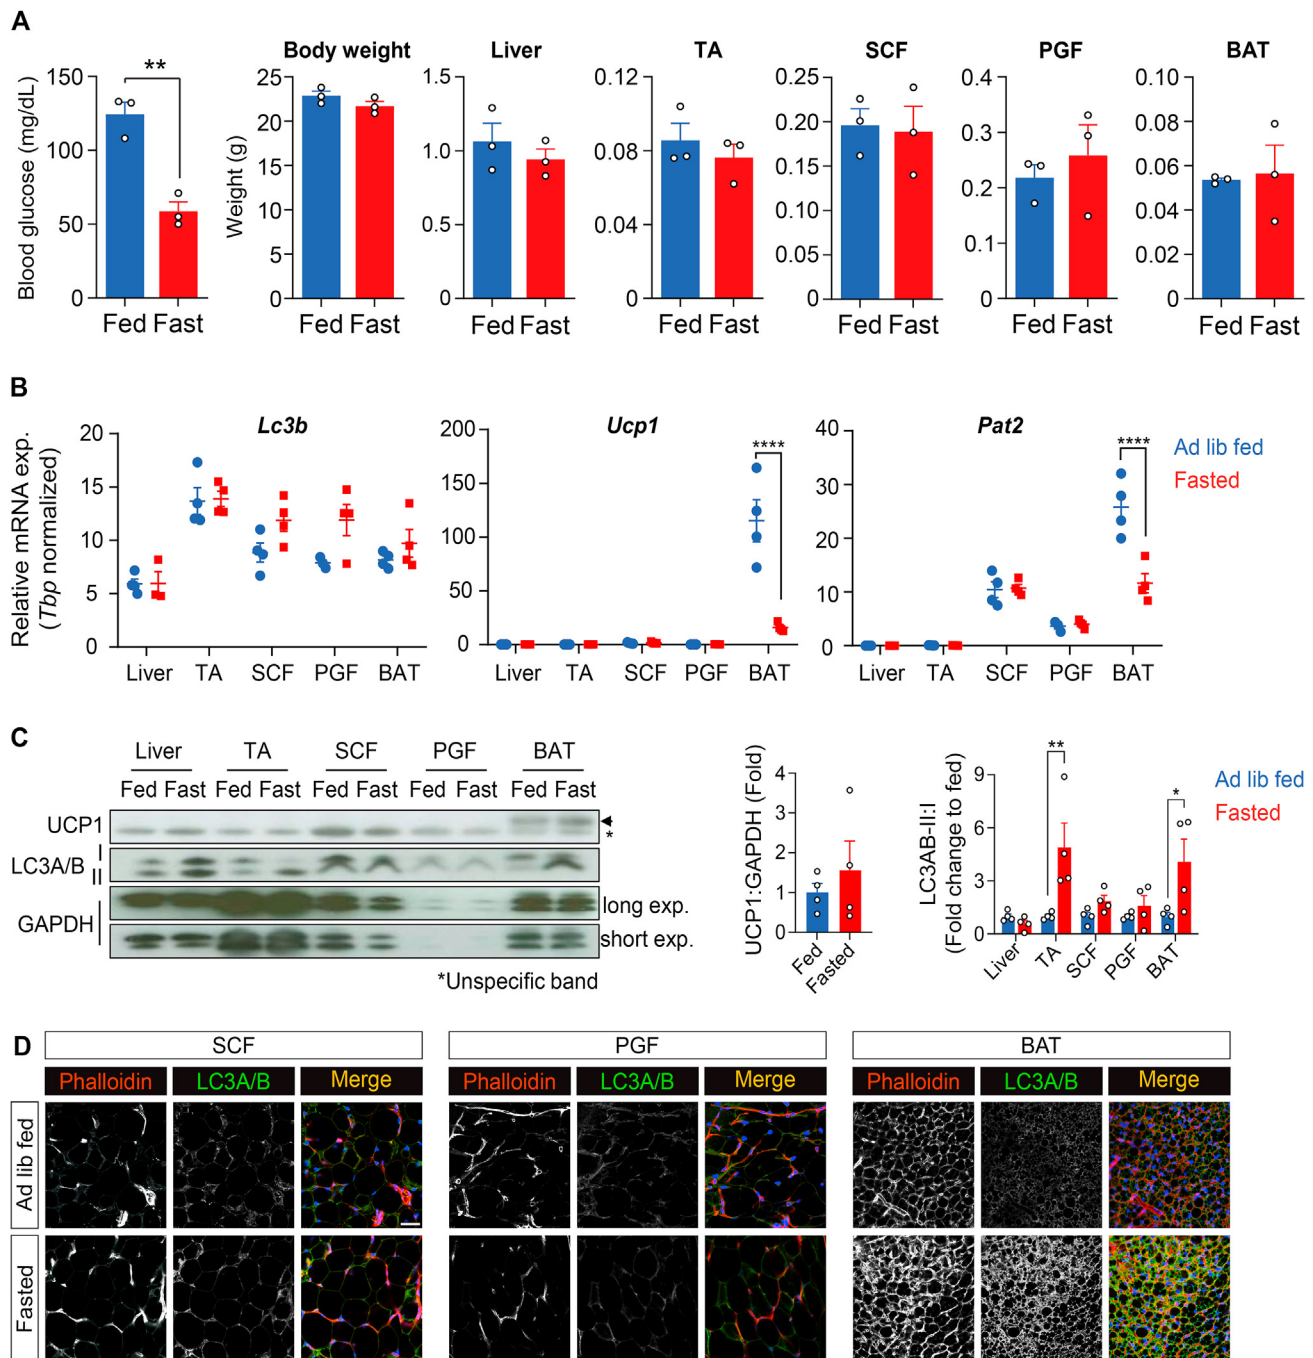 A
Body weight
Liver
TA
SCF
PGF
BAT
Blood glucose (mg/dL)
150
100
50
0
**
Fed Fast
Weight (g)
25
20
15
10
5
0
Fed Fast
1.5
1.0
0.5
0
Fed Fast
0.12
0.08
0.04
0
Fed Fast
0.25
0.20
0.15
0.10
0.05
0
Fed Fast
0.4
0.3
0.2
0.1
0
Fed Fast
0.10
0.08
0.06
0.04
0.02
0
Fed Fast
B
Relative mRNA exp.
(Tbp normalized)
Lc3b
20
15
10
5
0
Liver TA SCF PGF BAT
Ucp1
200
150
100
50
0
****
Liver TA SCF PGF BAT
Pat2
40
30
20
10
0
****
Liver TA SCF PGF BAT
Ad lib fed
Fasted
C
Liver TA SCF PGF BAT
Fed Fast Fed Fast Fed Fast Fed Fast Fed Fast
UCP1
*
LC3A/B
I
II
GAPDH
long exp.
short exp.
*Unspecific band
UCP1:GAPDH (Fold)
4
3
2
1
0
Fed
Fasted
LC3AB-II:I
(Fold change to fed)
9
6
3
0
**
*
Liver
TA
SCF
PGF
BAT
Ad lib fed
Fasted
D
SCF
PGF
BAT
Phalloidin LC3A/B Merge
Phalloidin LC3A/B Merge
Phalloidin LC3A/B Merge
Ad lib fed
Fasted